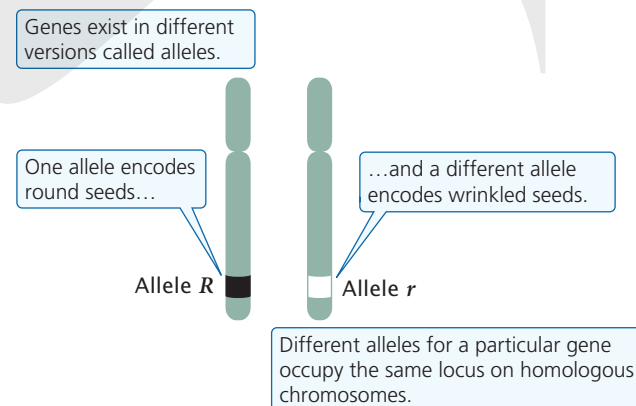 Genes exist in different
versions called alleles.
One allele encodes
round seeds…
…and a different allele
encodes wrinkled seeds.
Allele R
Allele r
Different alleles for a particular gene
occupy the same locus on homologous
chromosomes.